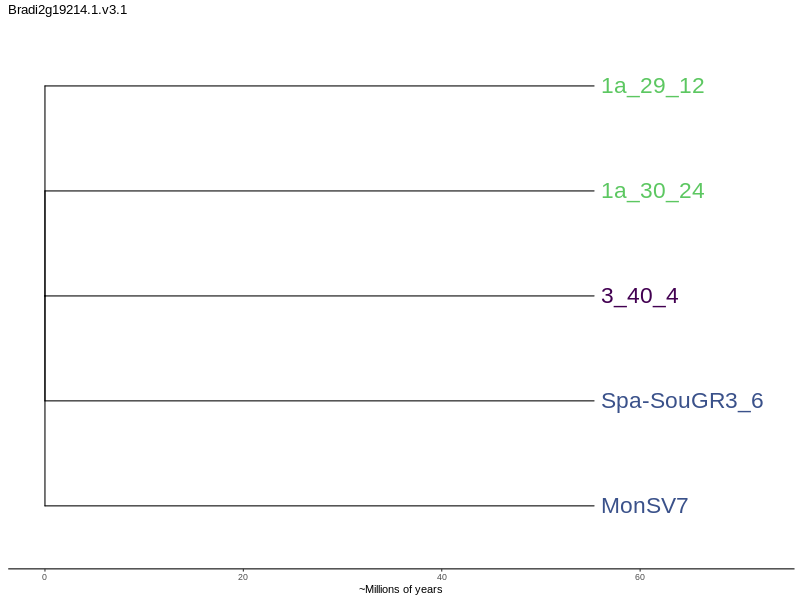 Bradi2g19214.1.v3.1
1a_29_12
1a_30_24
3_40_4
Spa-SouGR3_6
MonSV7
0 20 40 60
~Millions of years